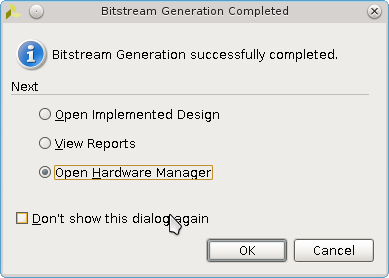 Bitstream Generation Completed
Bitstream Generation successfully completed.
Next
Open Implemented Design
View Reports
Open Hardware Manager
Don't show this dialog again
OK Cancel